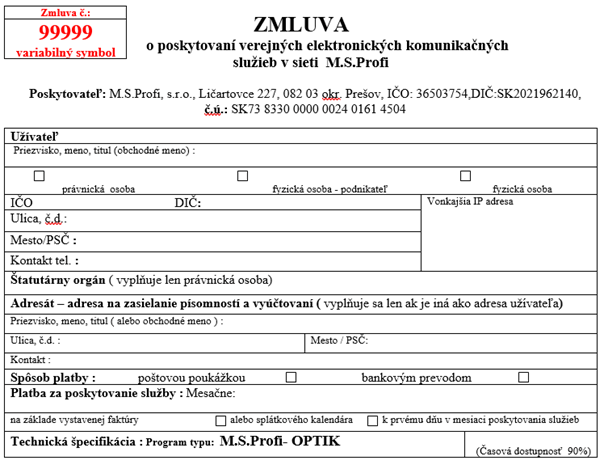 Zmluva č.:
99999
variabilný symbol
ZMLUVA
o poskytovaní verejných elektronických komunikačných
služieb v sieti M.S.Profi
Poskytovateľ: M.S.Profi, s.r.o., Ličartovce 227, 082 03 okr. Prešov, IČO: 36503754,DIČ:SK2021962140,
č.ú.: SK73 8330 0000 0024 0161 4504
Užívateľ
Priezvisko, meno, titul (obchodné meno) :
právnická osoba fyzická osoba - podnikateľ fyzická osoba
IČO DIČ: Vonkajšia IP adresa
Ulica, č.d.:
Mesto/PSČ :
Kontakt tel. :
Štatutárny orgán ( vyplňuje len právnická osoba)
Adresát – adresa na zasielanie písomností a vyúčtovaní ( vyplňuje sa len ak je iná ako adresa užívateľa)
Priezvisko, meno, titul ( alebo obchodné meno ) :
Ulica, č.d. : Mesto / PSČ:
Kontakt :
Spôsob platby : poštovou poukážkou bankovým prevodom
Platba za poskytovanie služby : Mesačne:
na základe vystavenej faktúry alebo splátkového kalendára k prvému dňu v mesiaci poskytovania služieb
Technická špecifikácia : Program typu: M.S.Profi- OPTIK (Časová dostupnosť 90%)